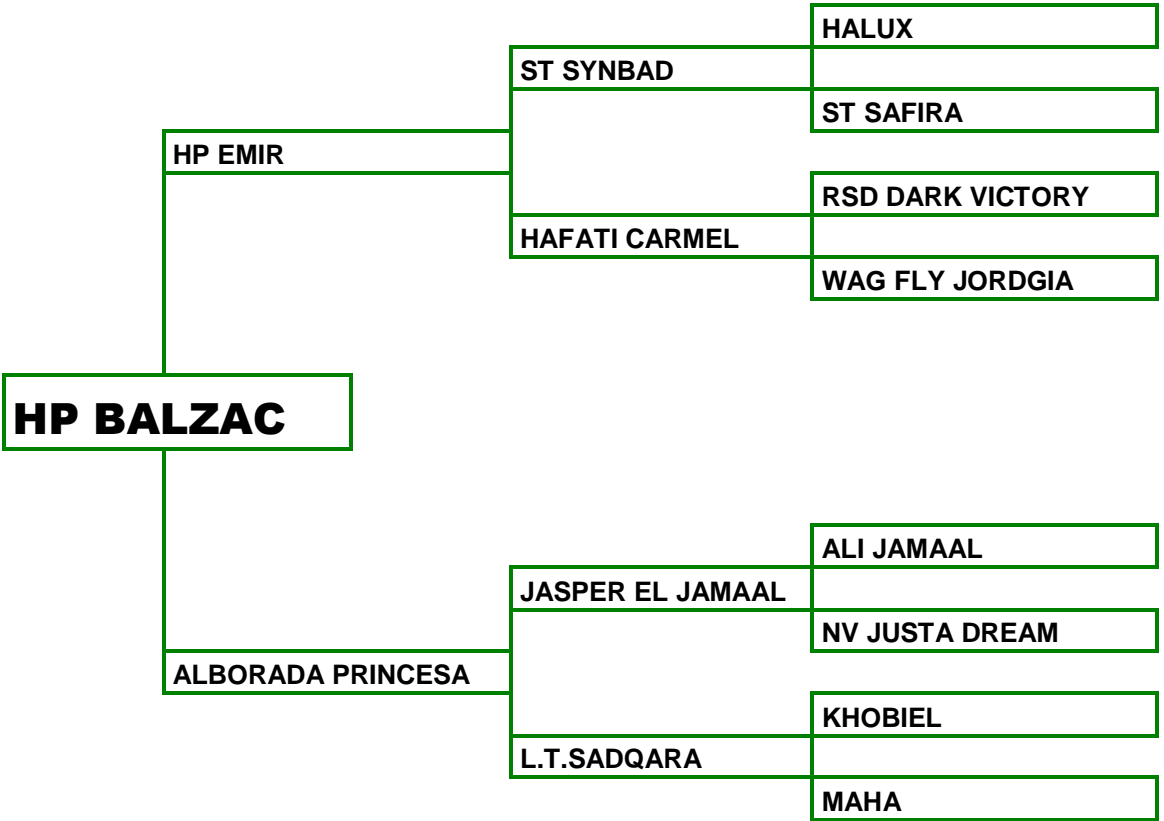 HALUX
ST SYNBAD
ST SAFIRA
HP EMIR
RSD DARK VICTORY
HAFATI CARMEL
WAG FLY JORDGIA
HP BALZAC
ALI JAMAAL
JASPER EL JAMAAL
NV JUSTA DREAM
ALBORADA PRINCESA
KHOBIEL
L.T.SADQARA
MAHA